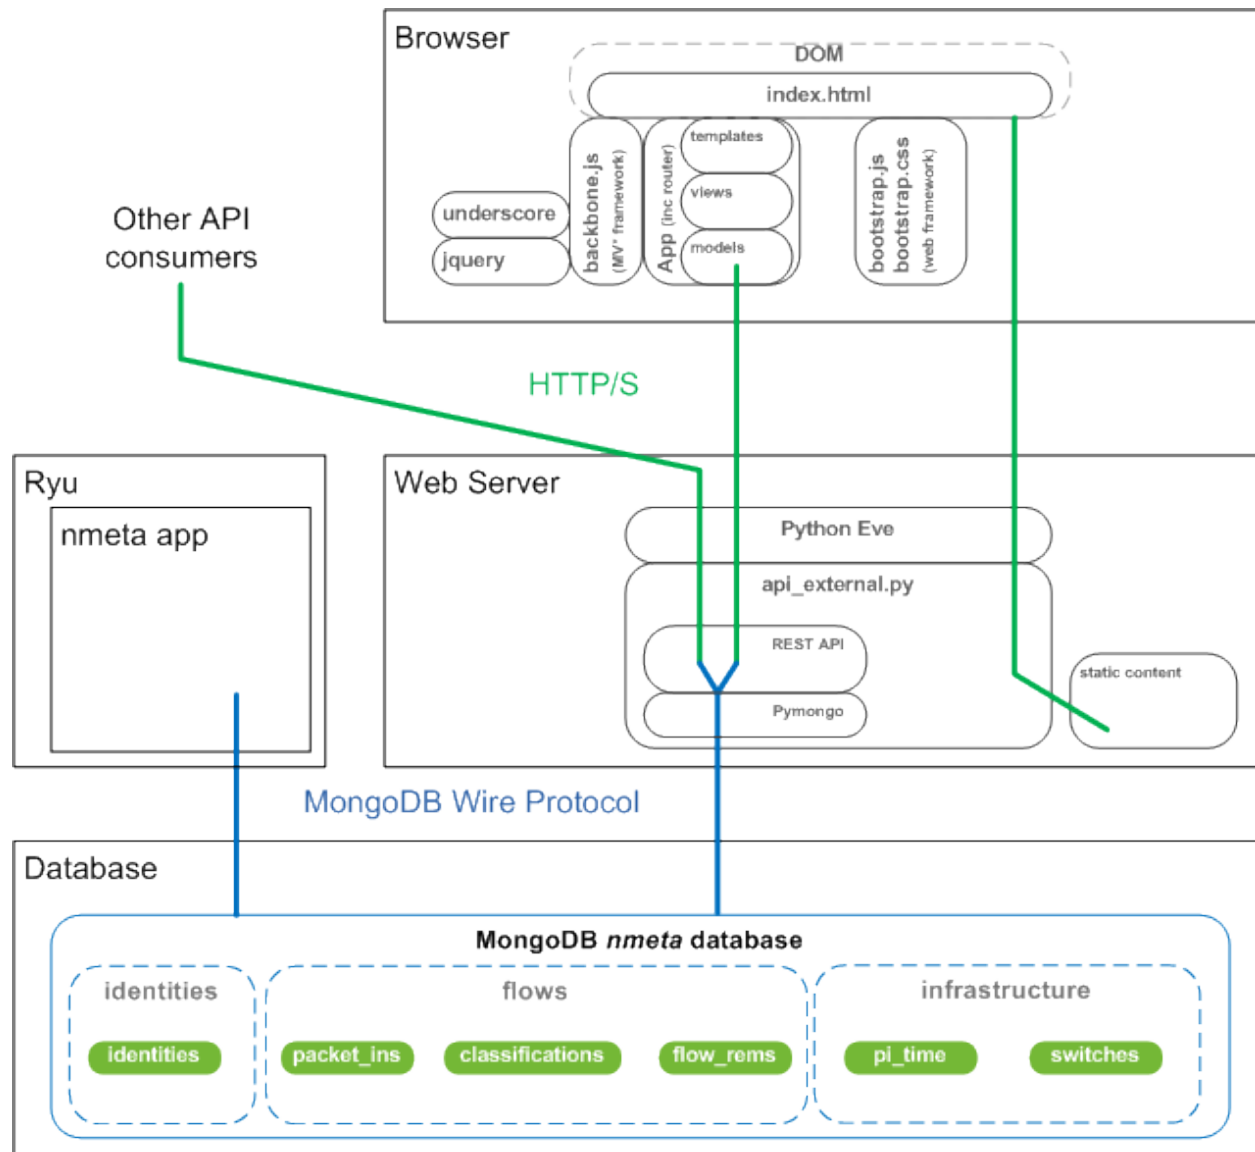 Browser
DOM
index.html
templates
views
models
App (inc router)
backbone.js
(MV* framework)
underscore
jquery
bootstrap.js
bootstrap.css
(web framework)
Other API
consumers
HTTP/S
Ryu
nmeta app
Web Server
Python Eve
api_external.py
REST API
Pymongo
static content
MongoDB Wire Protocol
Database
MongoDB nmeta database
identities
flows
infrastructure
identities
packet_ins
classifications
flow_rems
pi_time
switches